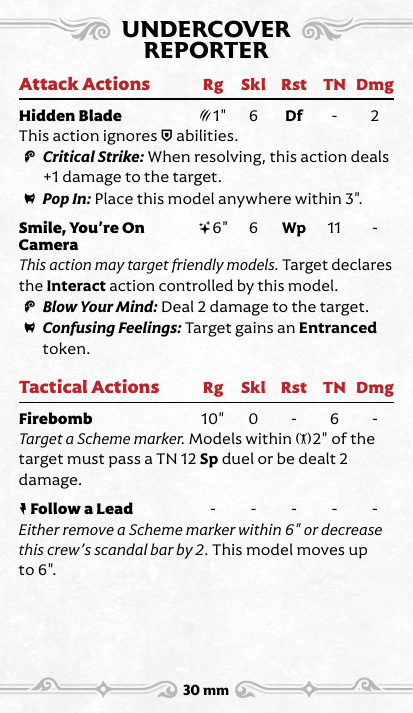 UNDERCOVER
REPORTER
Attack Actions Rg Skl Rst TN Dmg
Hidden Blade 1" 6 Df - 2
This action ignores abilities.
Critical Strike: When resolving, this action deals
+1 damage to the target.
Pop In: Place this model anywhere within 3".
Smile, You're On 6" 6 Wp 11 -
Camera
This action may target friendly models. Target declares
the Interact action controlled by this model.
Blow Your Mind: Deal 2 damage to the target.
Confusing Feelings: Target gains an Entranced
token.
Tactical Actions Rg Skl Rst TN Dmg
Firebomb 10" 0 - 6 -
Target a Scheme marker. Models within 2" of the
target must pass a TN 12 Sp duel or be dealt 2
damage.
Follow a Lead - - - - -
Either remove a Scheme marker within 6" or decrease
this crew's scandal bar by 2. This model moves up
to 6".
30 mm